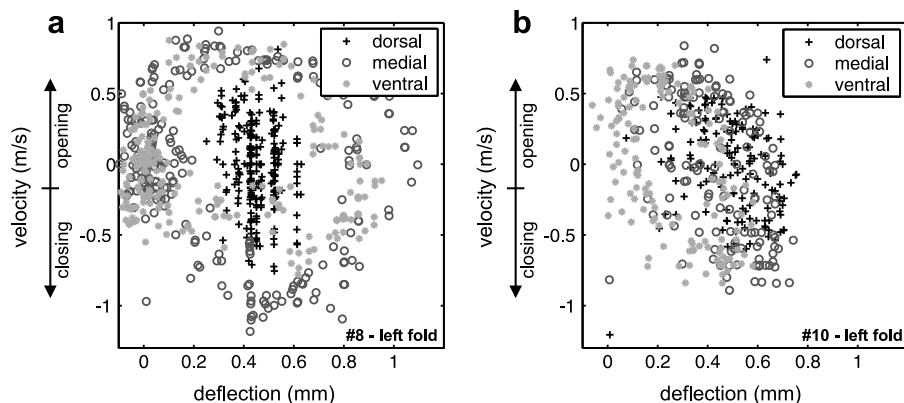 a
1
0.5
0
-0.5
-1
velocity (m/s)
opening
closing
+ dorsal
○ medial
✱ ventral
#8 - left fold
0 0.2 0.4 0.6 0.8 1
deflection (mm)
b
1
0.5
0
-0.5
-1
velocity (m/s)
opening
closing
+ dorsal
○ medial
✱ ventral
#10 - left fold
0 0.2 0.4 0.6 0.8 1
deflection (mm)